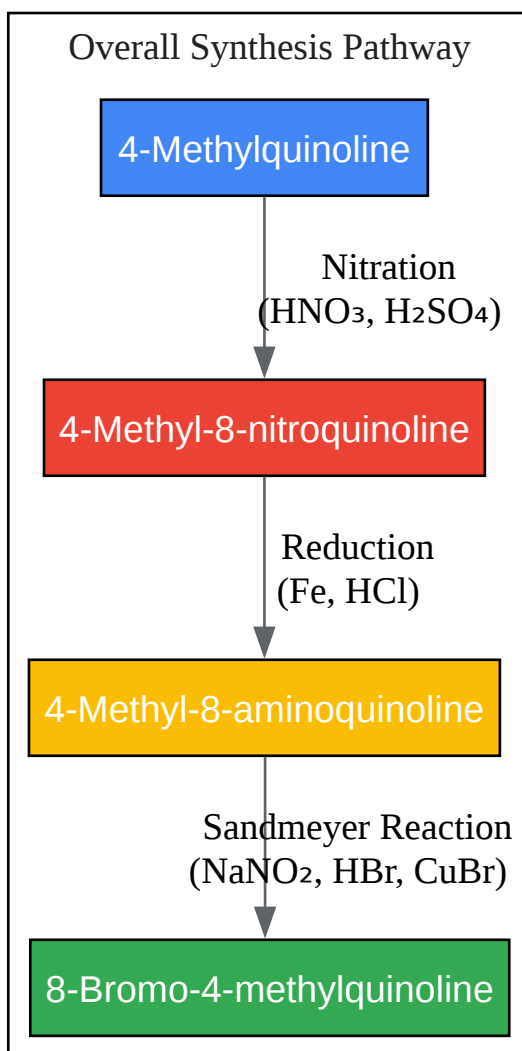 Overall Synthesis Pathway
4-Methylquinoline
Nitration
(HNO₃, H₂SO₄)
4-Methyl-8-nitroquinoline
Reduction
(Fe, HCl)
4-Methyl-8-aminoquinoline
Sandmeyer Reaction
(NaNO₂, HBr, CuBr)
8-Bromo-4-methylquinoline